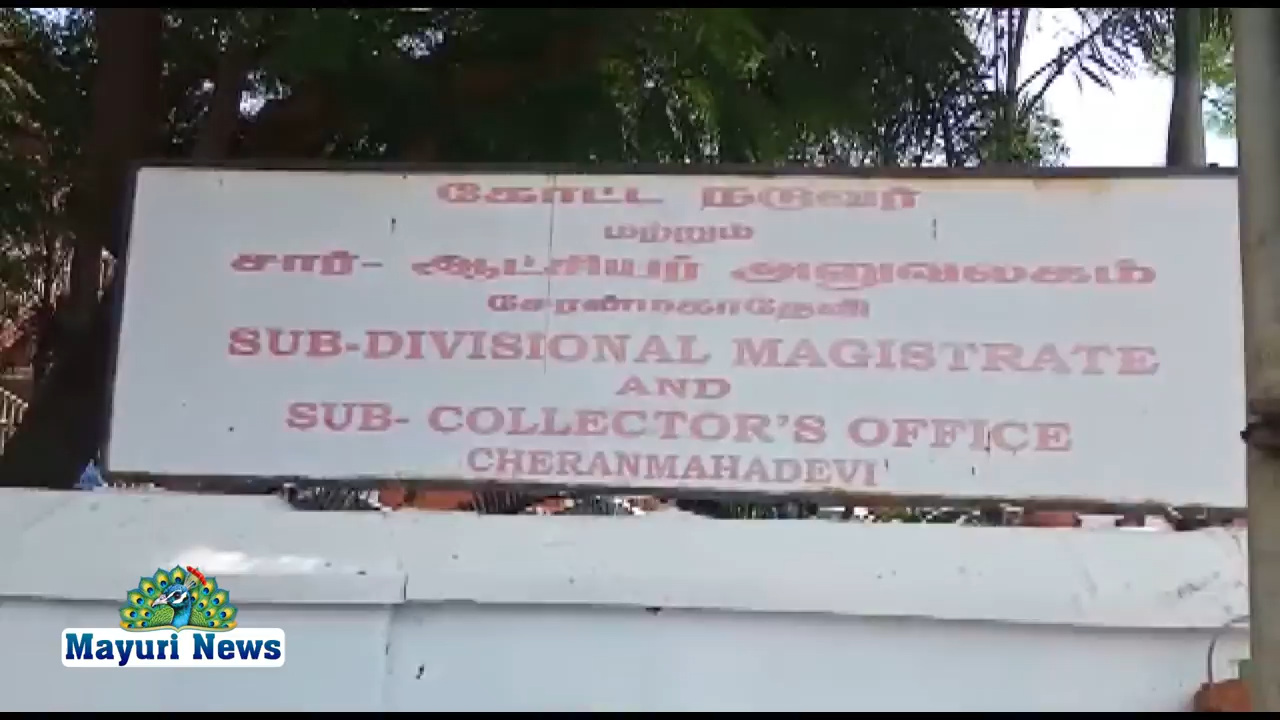 கோட்ட நடுவர்
மற்றும்
சார்- ஆட்சியர் அலுவலகம்
சேரன்மகாதேவி
SUB-DIVISIONAL MAGISTRATE
AND
SUB- COLLECTOR'S OFFICE
CHERANMAHADEVI
Mayuri News